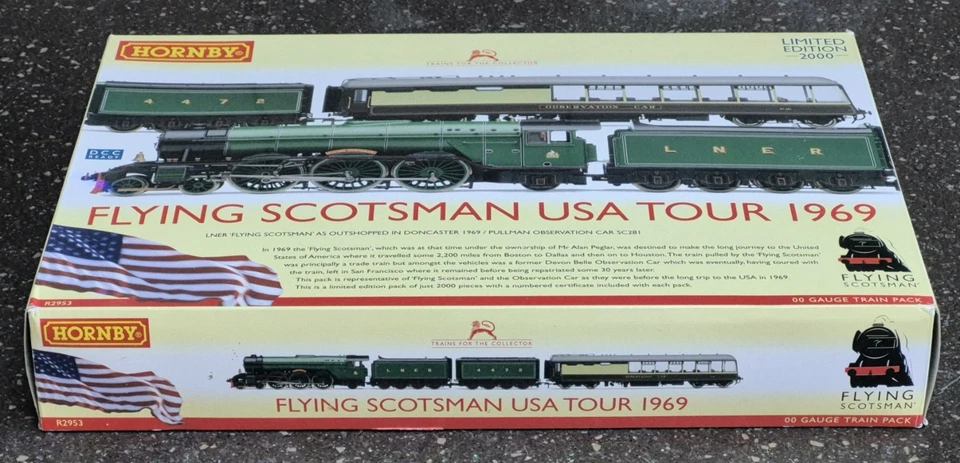 HORNBY®
TRAINS FOR THE COLLECTOR
LIMITED
EDITION
2000
4472
OBSERVATION CAR
DCC
READY
LNER
FLYING SCOTSMAN USA TOUR 1969
LNER 'FLYING SCOTSMAN' AS OUTSHOPPED IN DONCASTER 1969 / PULLMAN OBSERVATION CAR SC281
In 1969 the 'Flying Scotsman', which was at that time under the ownership of Mr Alan Peglar, was destined to make the long journey to the United
States of America where it travelled some 2,200 miles from Boston to Dallas and then on to Houston. The train pulled by the 'Flying Scotsman'
was principally a trade train but amongst the vehicles was a former Devon Belle Observation Car which was eventually, having toured with
the train, left in San Francisco where is remained before being repatriated some 30 years later.
This pack is representative of 'Flying Scotsman' and the Observation Car as they were before the long trip to the USA in 1969.
This is a limited edition pack of just 2000 pieces with a numbered certificate included with each pack.
FLYING
SCOTSMAN
R2953
00 GAUGE TRAIN PACK
HORNBY®
TRAINS FOR THE COLLECTOR
LNER
4472
FLYING SCOTSMAN USA TOUR 1969
FLYING
SCOTSMAN
R2953
00 GAUGE TRAIN PACK